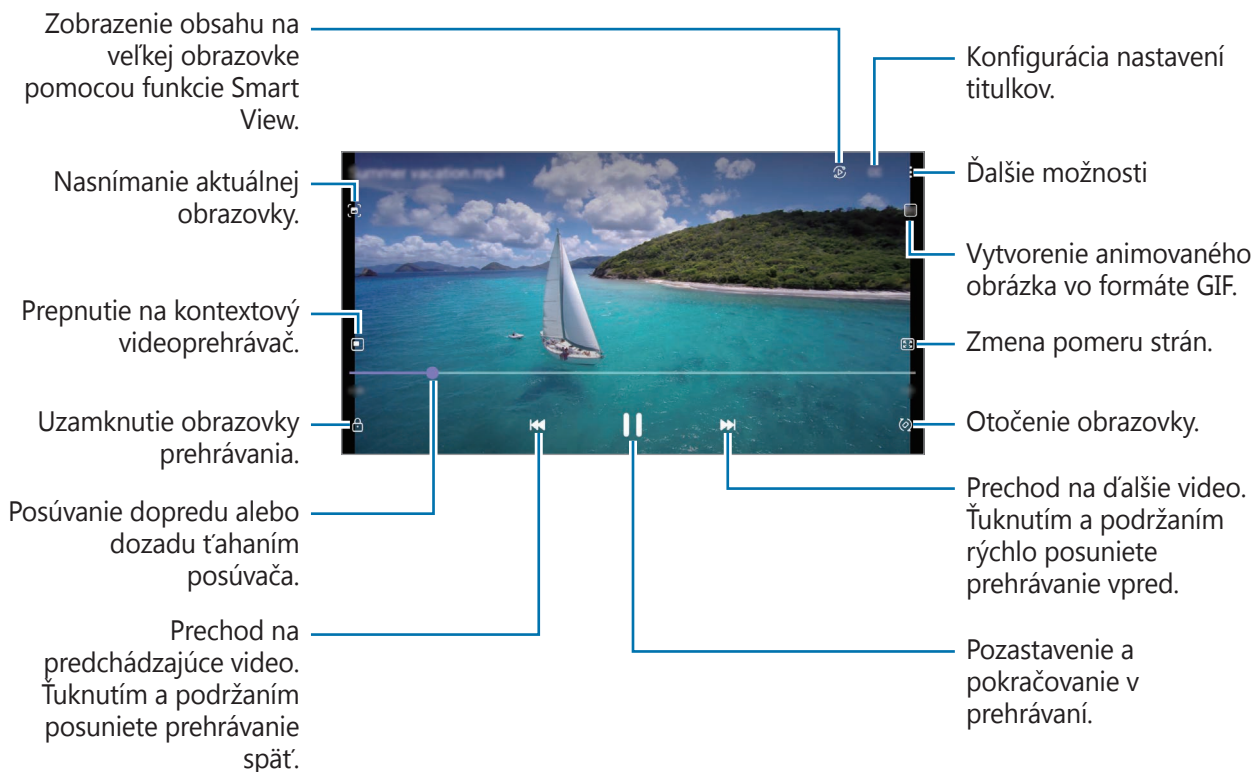 Zobrazenie obsahu na
veľkej obrazovke
pomocou funkcie Smart
View.
Nasnímanie aktuálnej
obrazovky.
Prepnutie na kontextový
videoprehrávač.
Uzamknutie obrazovky
prehrávania.
Posúvanie dopredu alebo
dozadu ťahaním
posúvača.
Prechod na
predchádzajúce video.
Ťuknutím a podržaním
posuniete prehrávanie
späť.
summer vacation.mp4
Konfigurácia nastavení
titulkov.
Ďalšie možnosti
Vytvorenie animovaného
obrázka vo formáte GIF.
Zmena pomeru strán.
Otočenie obrazovky.
Prechod na ďalšie video.
Ťuknutím a podržaním
rýchlo posuniete
prehrávanie vpred.
Pozastavenie a
pokračovanie v
prehrávaní.